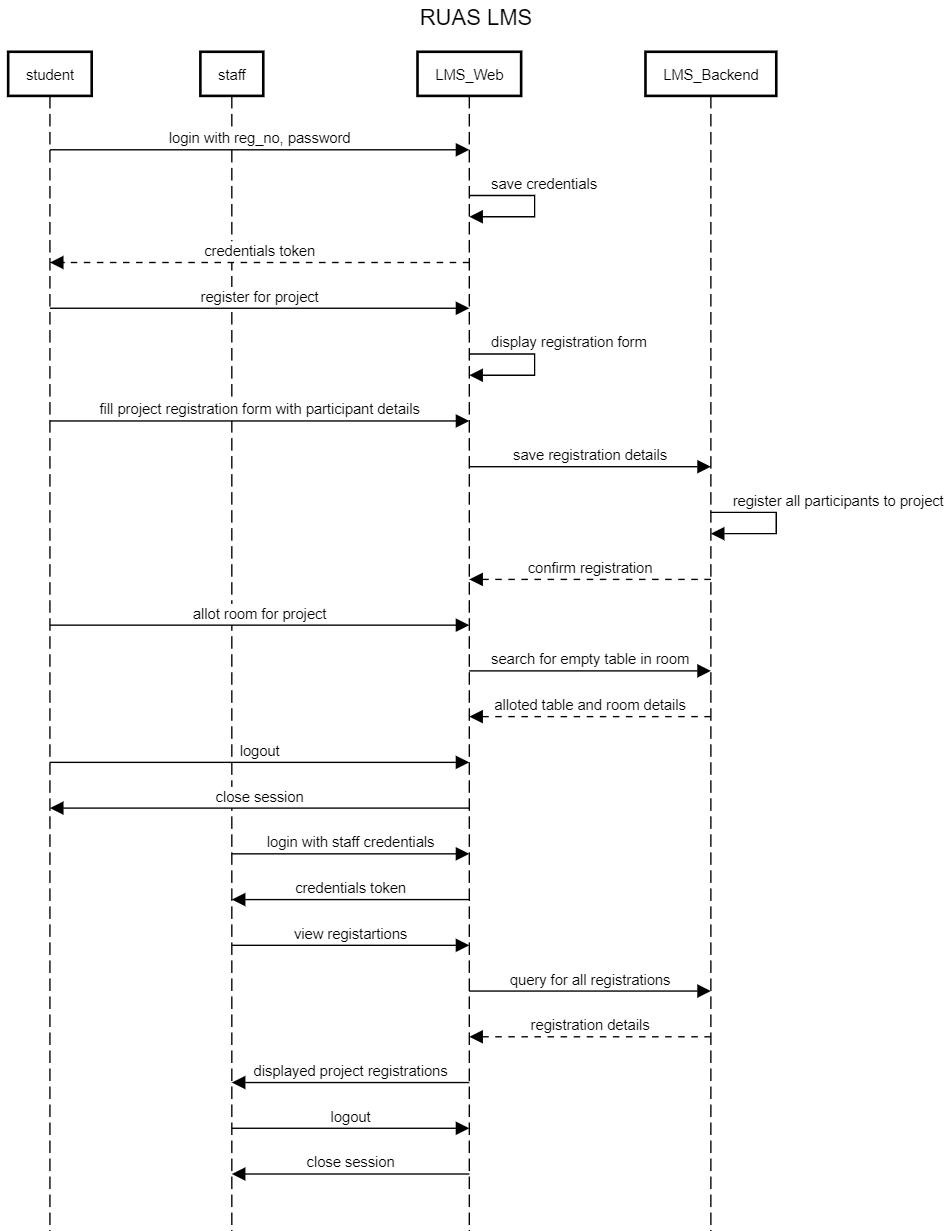 RUAS LMS
student
staff
LMS_Web
LMS_Backend
login with reg_no, password
save credentials
credentials token
register for project
display registration form
fill project registration form with participant details
save registration details
register all participants to project
confirm registration
allot room for project
search for empty table in room
alloted table and room details
logout
close session
login with staff credentials
credentials token
view registartions
query for all registrations
registration details
displayed project registrations
logout
close session